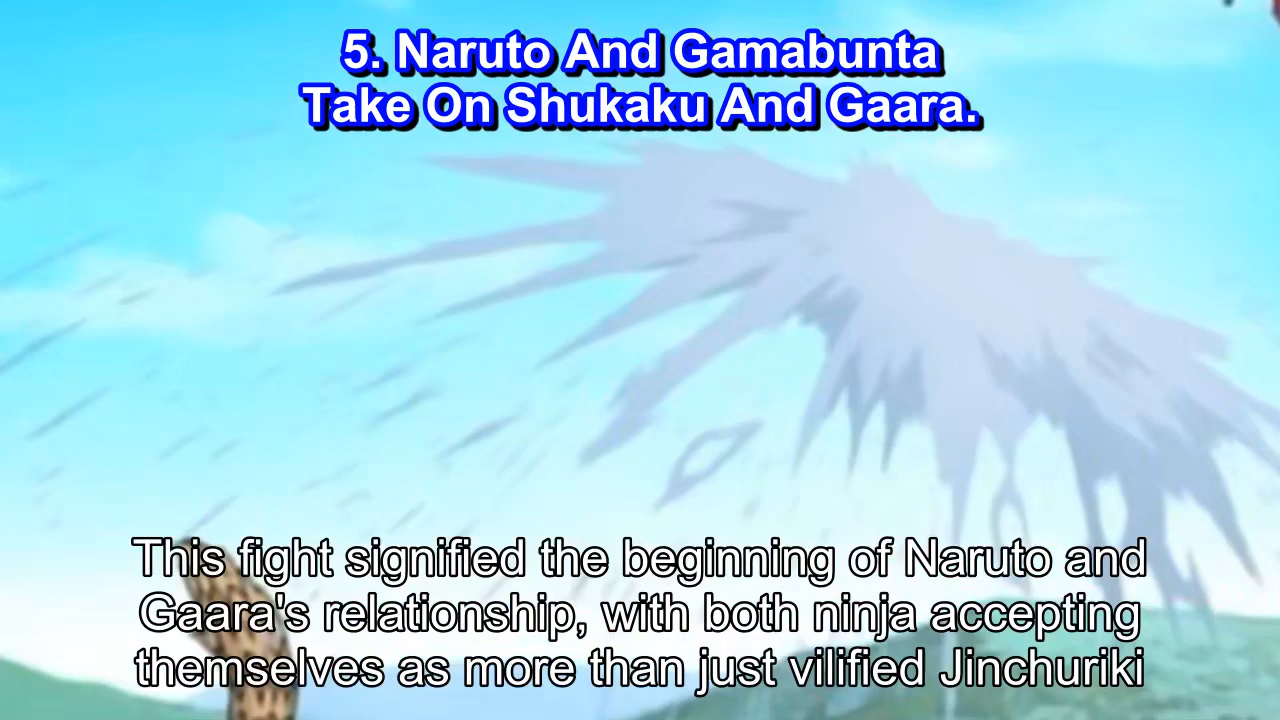 5. Naruto And Gamabunta
Take On Shukaku And Gaara.
This fight signified the beginning of Naruto and
Gaara's relationship, with both ninja accepting
themselves as more than just vilified Jinchuriki